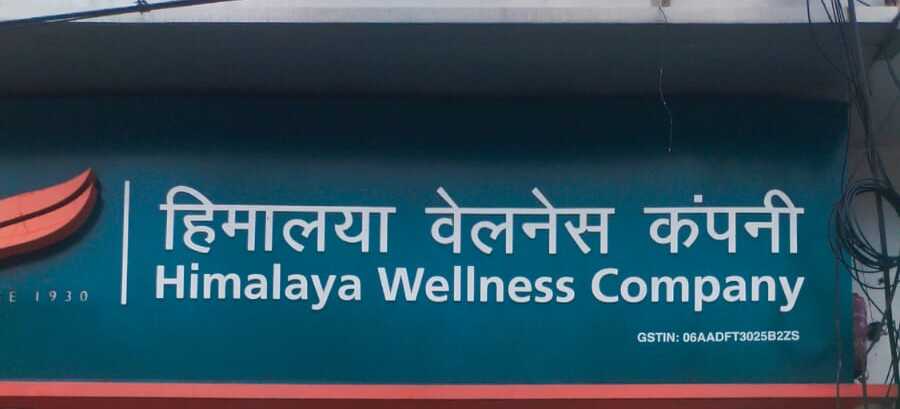 हिमालया वेलनेस कंपनी
Himalaya Wellness Company
1930
GSTIN: 06AADFT3025B2ZS